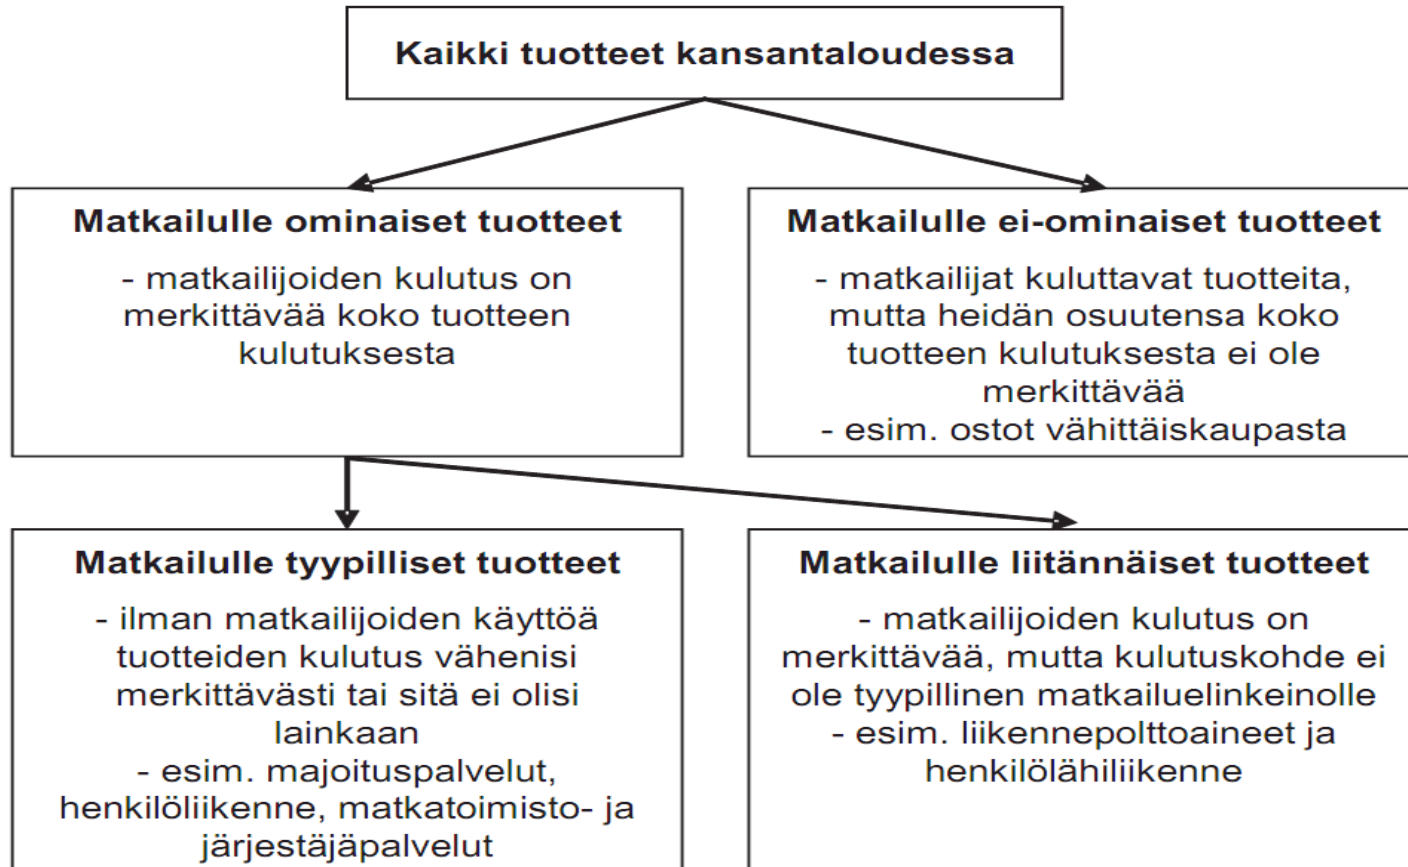 Kaikki tuotteet kansantaloudessa
Matkailulle ominaiset tuotteet
- matkailijoiden kulutus on
merkittävää koko tuotteen
kulutuksesta
Matkailulle ei-ominaiset tuotteet
- matkailijat kuluttavat tuotteita,
mutta heidän osuutensa koko
tuotteen kulutuksesta ei ole
merkittävää
- esim. ostot vähittäiskaupasta
Matkailulle tyypilliset tuotteet
- ilman matkailijoiden käyttöä
tuotteiden kulutus vähenisi
merkittävästi tai sitä ei olisi
lainkaan
- esim. majoituspalvelut,
henkilöliikenne, matkatoimisto- ja
järjestäjäpalvelut
Matkailulle liitännäiset tuotteet
- matkailijoiden kulutus on
merkittävää, mutta kulutuskohde ei
ole tyypillinen matkailuelinkeinolle
- esim. liikennepolttoaineet ja
henkilölähiliikenne